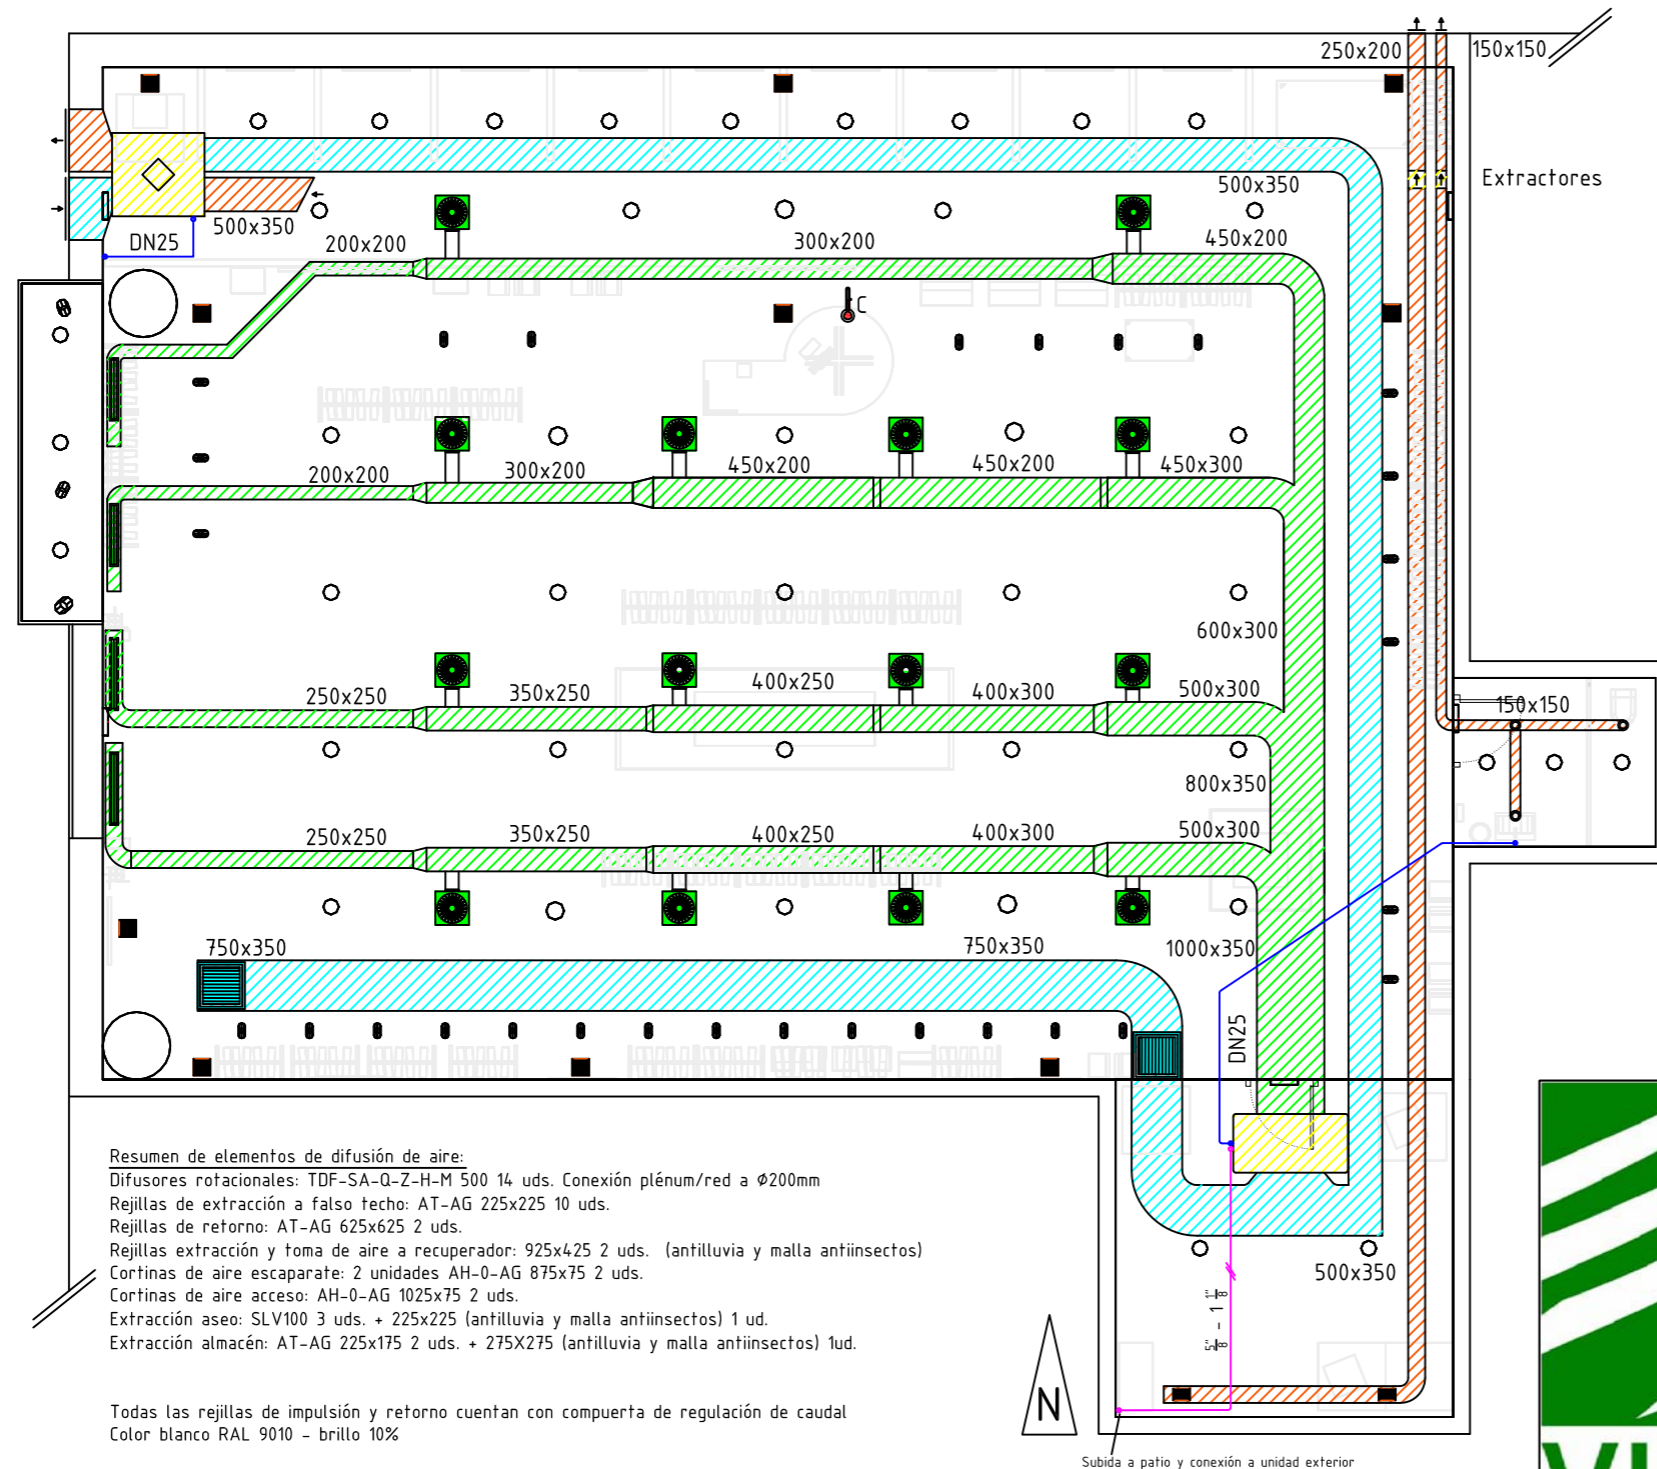 250x200
150x150
Extractores
500x350
500x350
DN25
200x200
300x200
450x200
C
200x200
300x200
450x200
450x200
450x300
600x300
250x250
350x250
400x250
400x300
500x300
150x150
800x350
250x250
350x250
400x250
400x300
500x300
750x350
750x350
1000x350
DN25
500x350
5/8" - 1 1/8"
Resumen de elementos de difusión de aire:
Difusores rotacionales: TDF-SA-Q-Z-H-M 500 14 uds. Conexión plénum/red a Ø200mm
Rejillas de extracción a falso techo: AT-AG 225x225 10 uds.
Rejillas de retorno: AT-AG 625x625 2 uds.
Rejillas extracción y toma de aire a recuperador: 925x425 2 uds. (antilluvia y malla antiinsectos)
Cortinas de aire escaparate: 2 unidades AH-0-AG 875x75 2 uds.
Cortinas de aire acceso: AH-0-AG 1025x75 2 uds.
Extracción aseo: SLV100 3 uds. + 225x225 (antilluvia y malla antiinsectos) 1 ud.
Extracción almacén: AT-AG 225x175 2 uds. + 275X275 (antilluvia y malla antiinsectos) 1ud.
Todas las rejillas de impulsión y retorno cuentan con compuerta de regulación de caudal
Color blanco RAL 9010 - brillo 10%
N
Subida a patio y conexión a unidad exterior